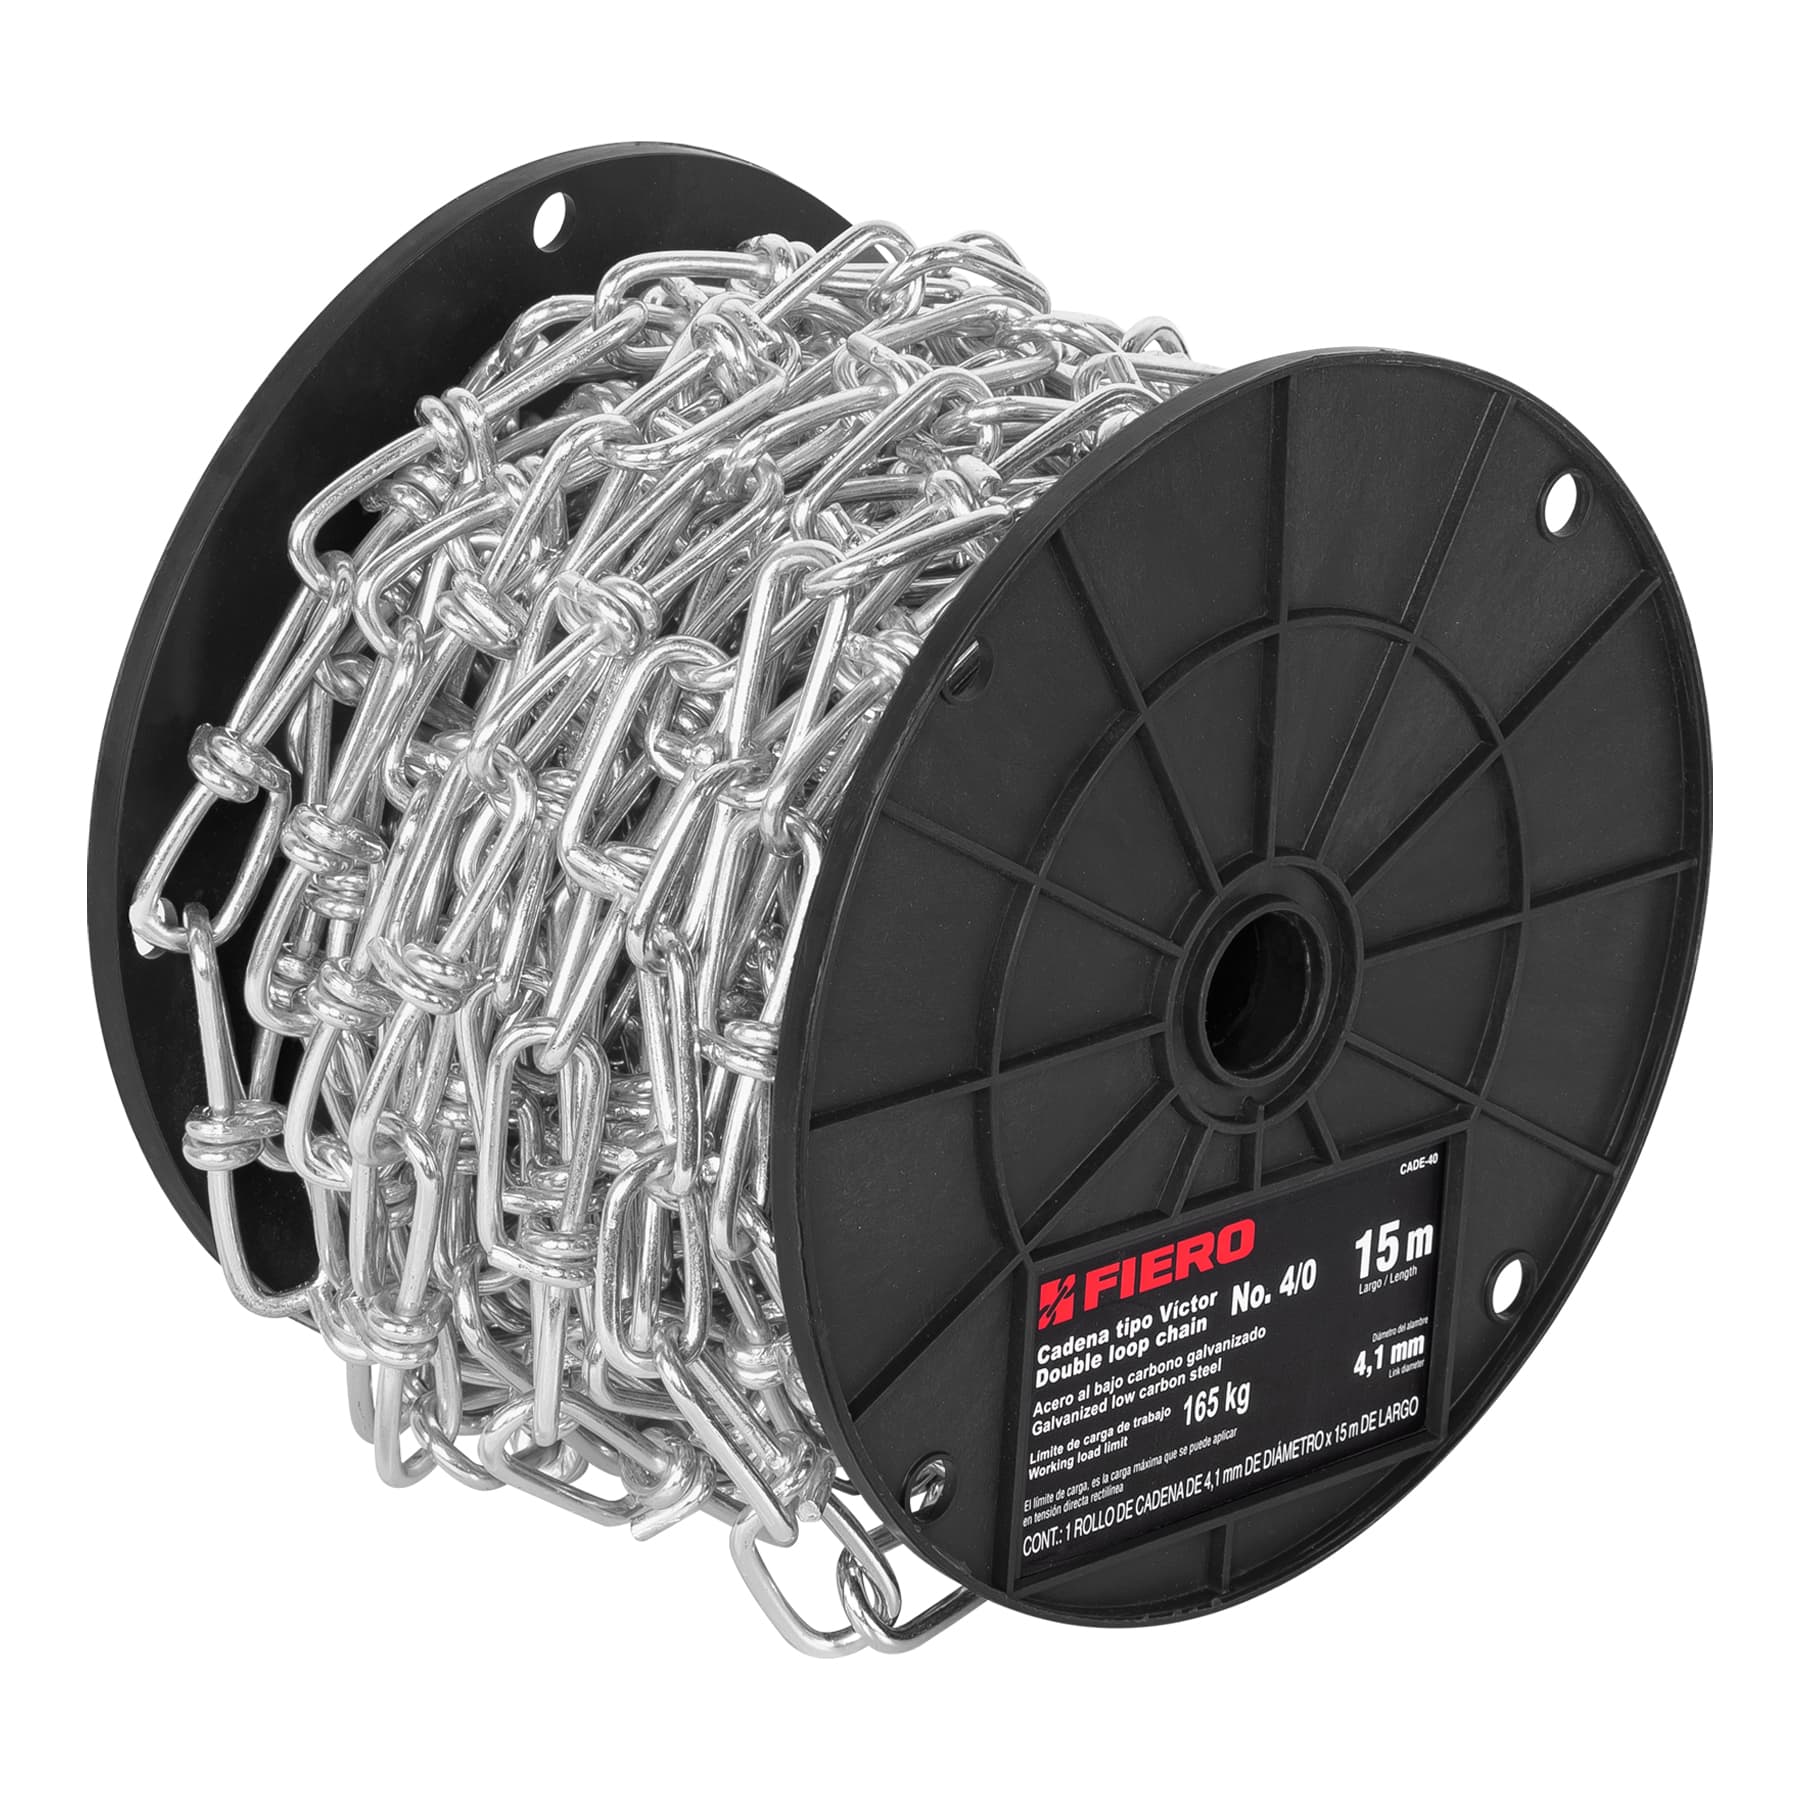 CADE-40
FIERO
Cadena tipo Víctor No. 4/0
Double loop chain
15 m
Largo / Length
Acero al bajo carbono galvanizado
Galvanized low carbon steel
Diámetro del alambre
4,1 mm
Link diameter
Límite de carga de trabajo 165 kg
Working load limit
El límite de carga, es la carga máxima que se puede aplicar
en tensión directa rectilínea
CONT.: 1 ROLLO DE CADENA DE 4,1 mm DE DIÁMETRO x 15 m DE LARGO